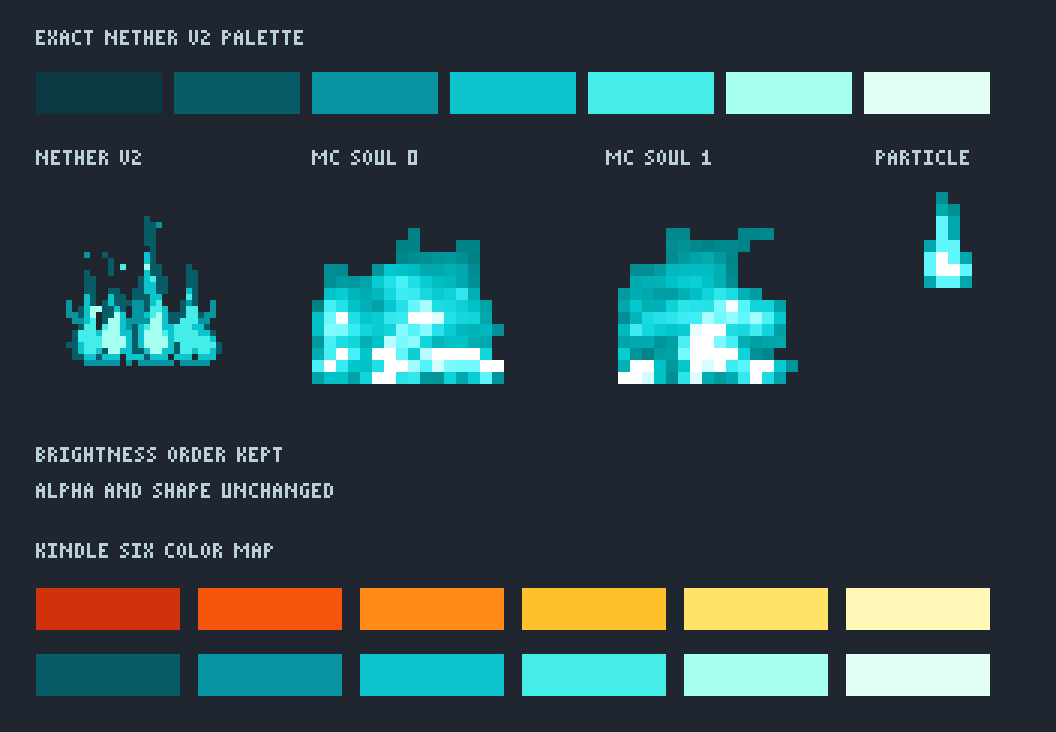 EXACT NETHER V2 PALETTE
NETHER V2
MC SOUL 0
MC SOUL 1
PARTICLE
BRIGHTNESS ORDER KEPT
ALPHA AND SHAPE UNCHANGED
KINDLE SIX COLOR MAP